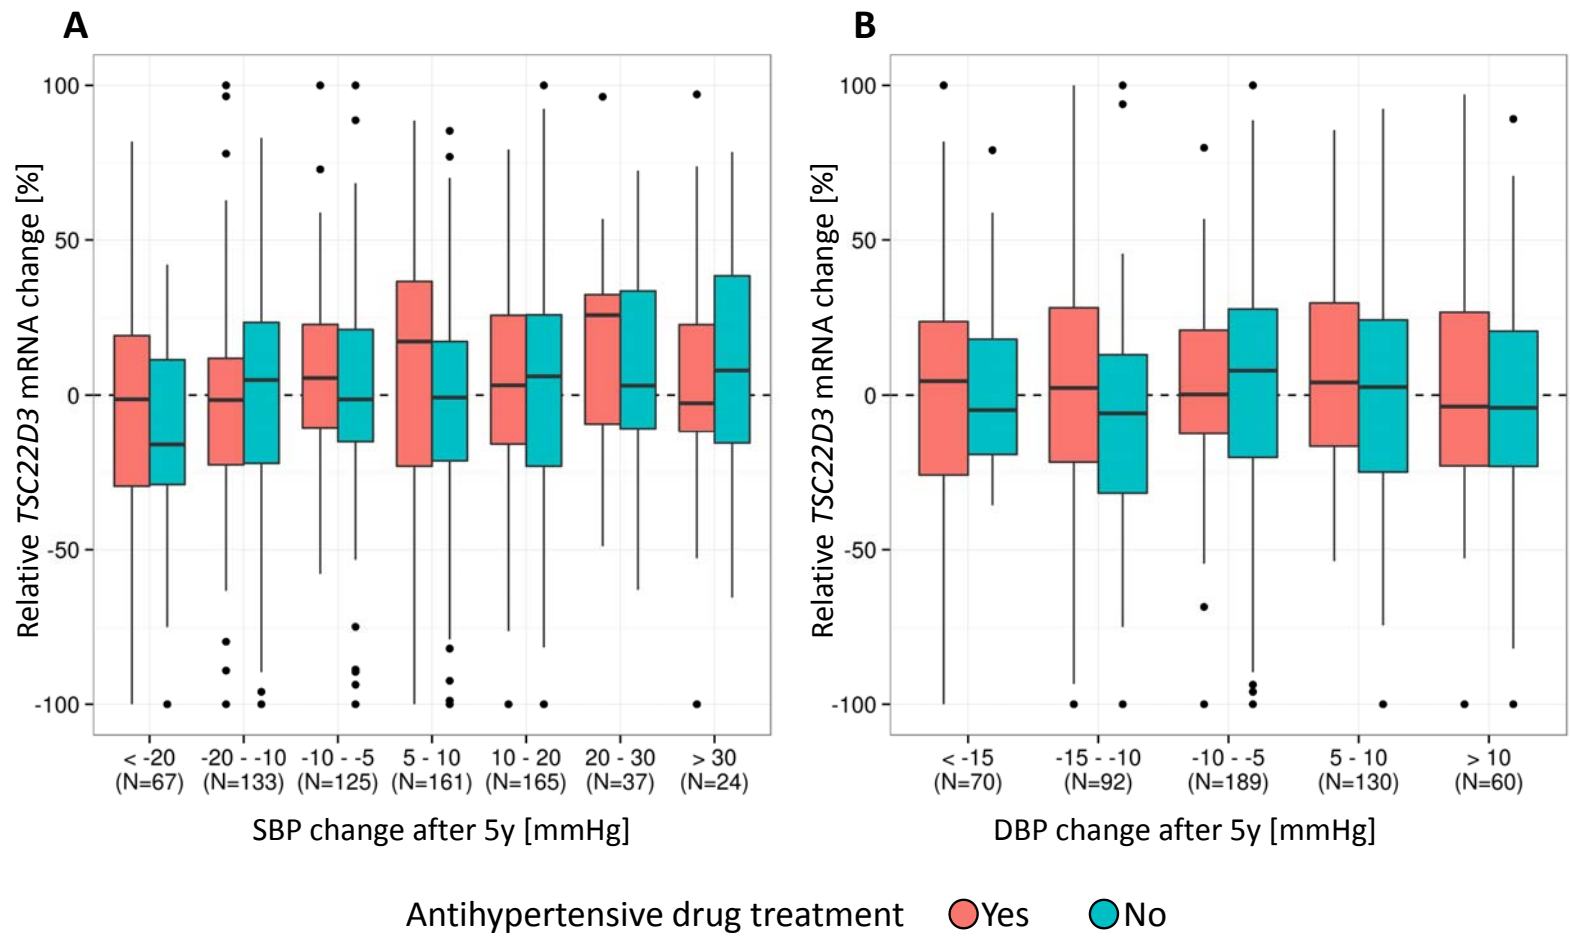 A
B
Relative TSC22D3 mRNA change [%]
100
50
0
-50
-100
< -20
(N=67)
-20 - -10
(N=133)
-10 - -5
(N=125)
5 - 10
(N=161)
10 - 20
(N=165)
20 - 30
(N=37)
> 30
(N=24)
SBP change after 5y [mmHg]
Relative TSC22D3 mRNA change [%]
100
50
0
-50
-100
< -15
(N=70)
-15 - -10
(N=92)
-10 - -5
(N=189)
5 - 10
(N=130)
> 10
(N=60)
DBP change after 5y [mmHg]
Antihypertensive drug treatment Yes No